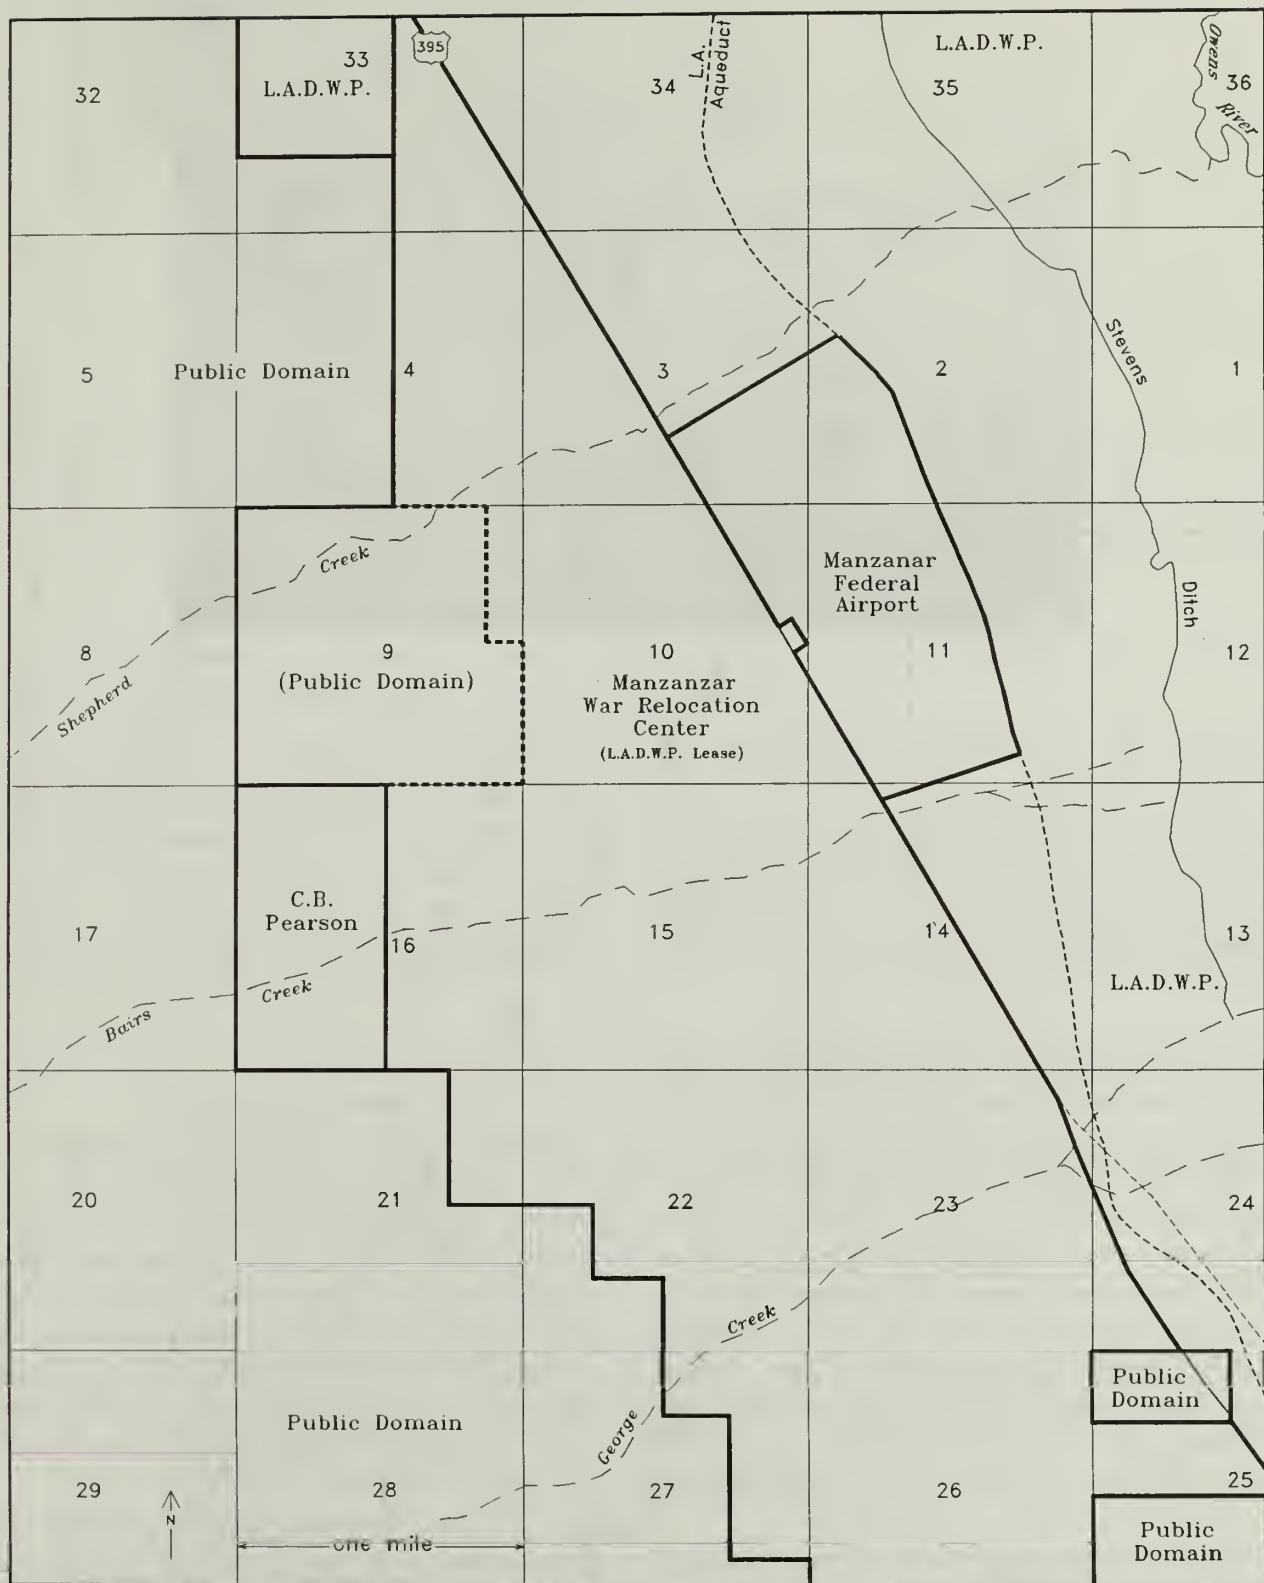 32
33
L.A.D.W.P.
395
34
L.A.
Aqueduct
L.A.D.W.P.
35
Owens
River
36
5
Public Domain
4
3
2
Stevens
1
Shepherd
Creek
8
9
(Public Domain)
10
Manzanzar
War Relocation
Center
(L.A.D.W.P. Lease)
Manzanar
Federal
Airport
11
Ditch
12
17
C.B.
Pearson
16
15
14
13
L.A.D.W.P.
Bairs
Creek
20
21
22
23
24
Creek
George
Public Domain
Public
Domain
29
N
28
one mile
27
26
25
Public
Domain